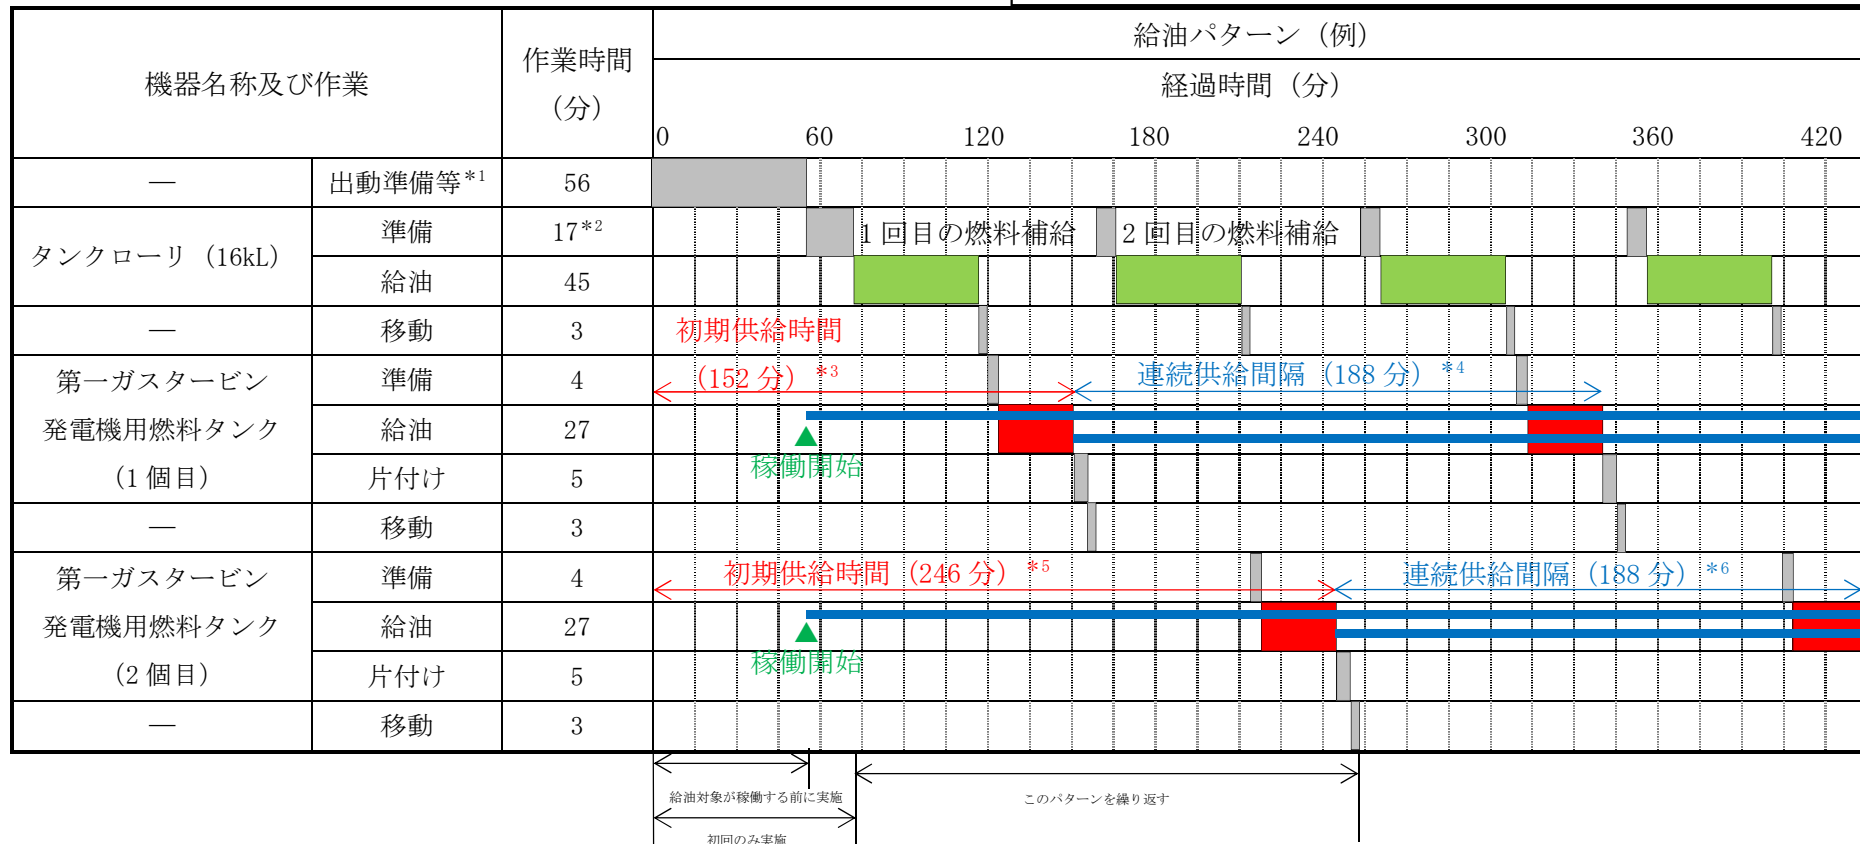 給油パターン（例）
機器名称及び作業
作業時間
（分）
経過時間（分）
0 60 120 180 240 300 360 420
― 出動準備等*1 56
タンクローリ（16kL）
準備 17*2 1回目の燃料補給 2回目の燃料補給
給油 45
― 移動 3 初期供給時間
第一ガスタービン
発電機用燃料タンク
（1個目）
準備 4 （152分）*3 連続供給間隔（188分）*4
給油 27
稼働開始
片付け 5
― 移動 3
第一ガスタービン
発電機用燃料タンク
（2個目）
準備 4 初期供給時間（246分）*5 連続供給間隔（188分）*6
給油 27
稼働開始
片付け 5
― 移動 3
給油対象が稼働する前に実施
このパターンを繰り返す
初回のみ実施